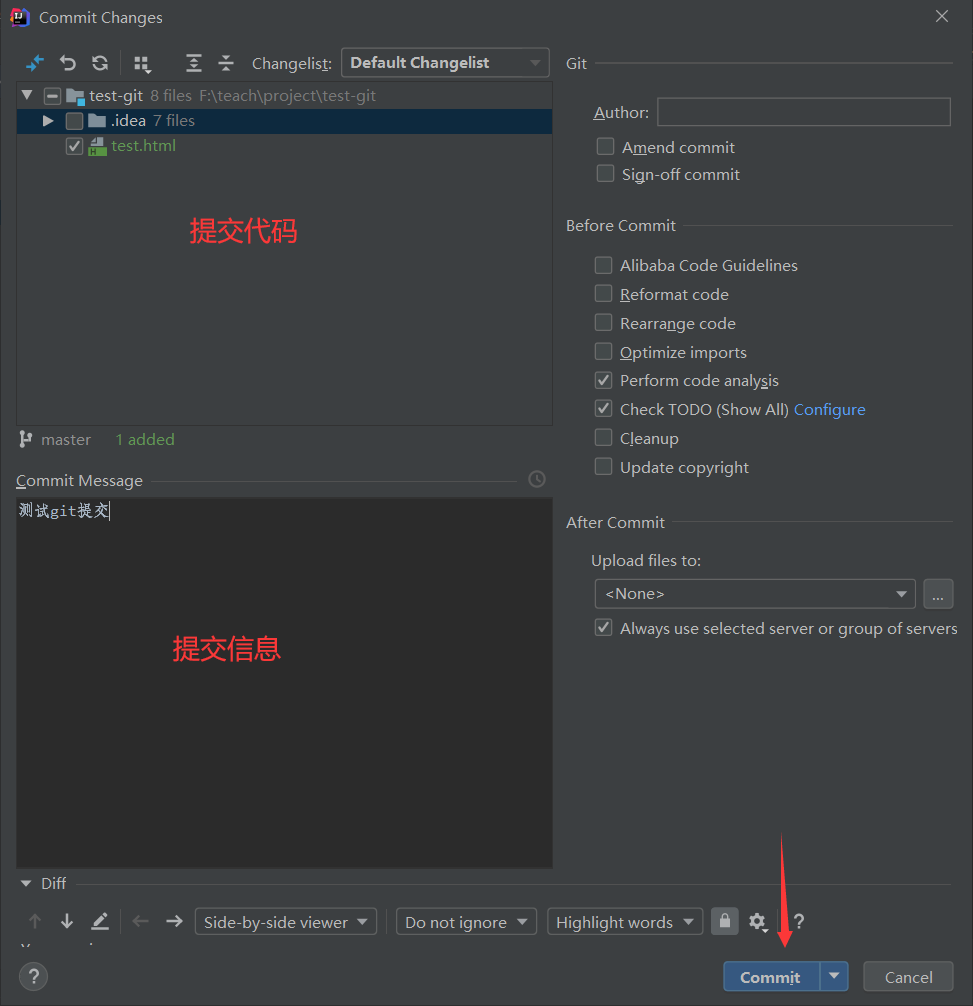 Commit Changes
Changelist: Default Changelist
test-git 8 files F:\teach\project\test-git
.idea 7 files
test.html
提交代码
master 1 added
Commit Message
测试git提交
提交信息
Git
Author:
Amend commit
Sign-off commit
Before Commit
Alibaba Code Guidelines
Reformat code
Rearrange code
Optimize imports
Perform code analysis
Check TODO (Show All) Configure
Cleanup
Update copyright
After Commit
Upload files to:
<None>
...
Always use selected server or group of servers
Diff
Side-by-side viewer
Do not ignore
Highlight words
?
?
Commit
Cancel